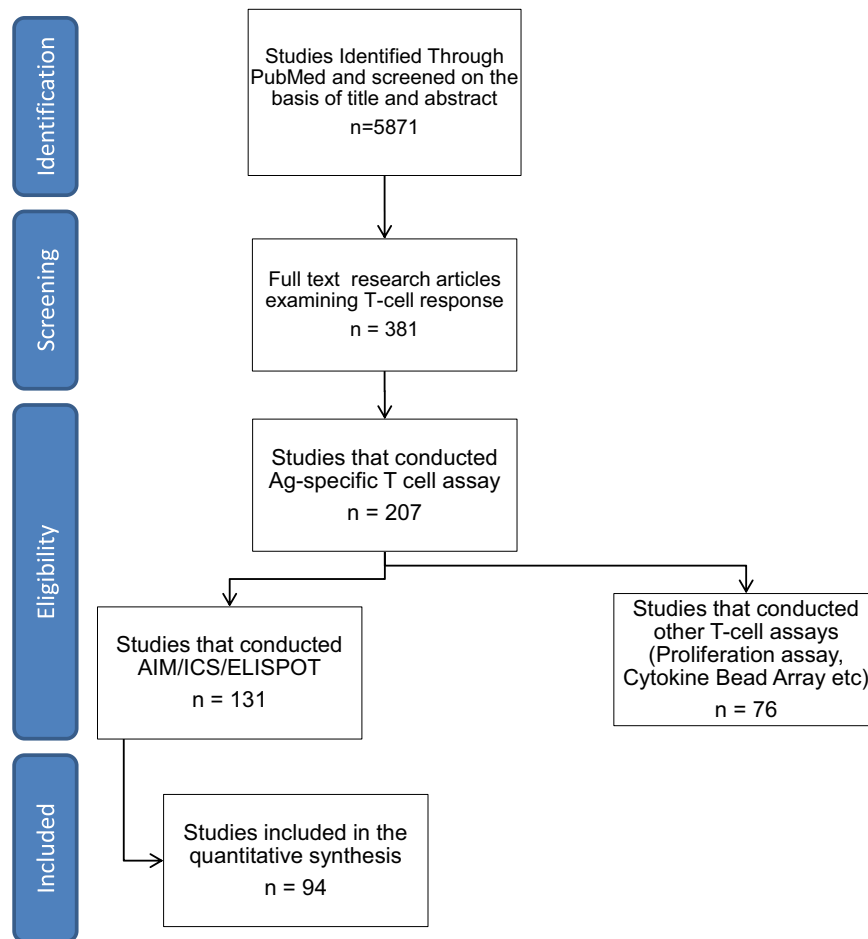 Identification
Studies Identified Through
PubMed and screened on the
basis of title and abstract
n=5871
Screening
Full text research articles
examining T-cell response
n = 381
Eligibility
Studies that conducted
Ag-specific T cell assay
n = 207
Studies that conducted
AIM/ICS/ELISPOT
n = 131
Studies that conducted
other T-cell assays
(Proliferation assay,
Cytokine Bead Array etc)
n = 76
Included
Studies included in the
quantitative synthesis
n = 94